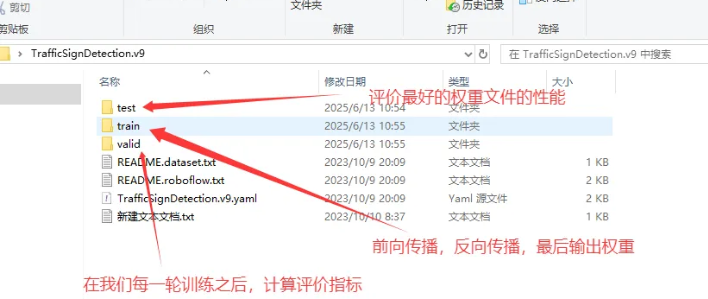 剪切
剪贴板
组织
文件夹
新建
历史记录
打开
选择
TrafficSignDetection.v9
在 TrafficSignDetection.v9 中搜索
名称 修改日期 类型 大小
test 2025/6/13 10:54 文件夹
评价最好的权重文件的性能
train 2025/6/13 10:55 文件夹
valid 2025/6/13 10:55 文件夹
README.dataset.txt 2023/10/9 20:09 文本文档 1 KB
README.roboflow.txt 2023/10/9 20:09 文本文档 2 KB
TrafficSignDetection.v9.yaml 2023/10/9 20:09 Yaml 源文件 2 KB
新建文本文档.txt 2023/10/10 8:37 文本文档 1 KB
前向传播，反向传播，最后输出权重
在我们每一轮训练之后，计算评价指标